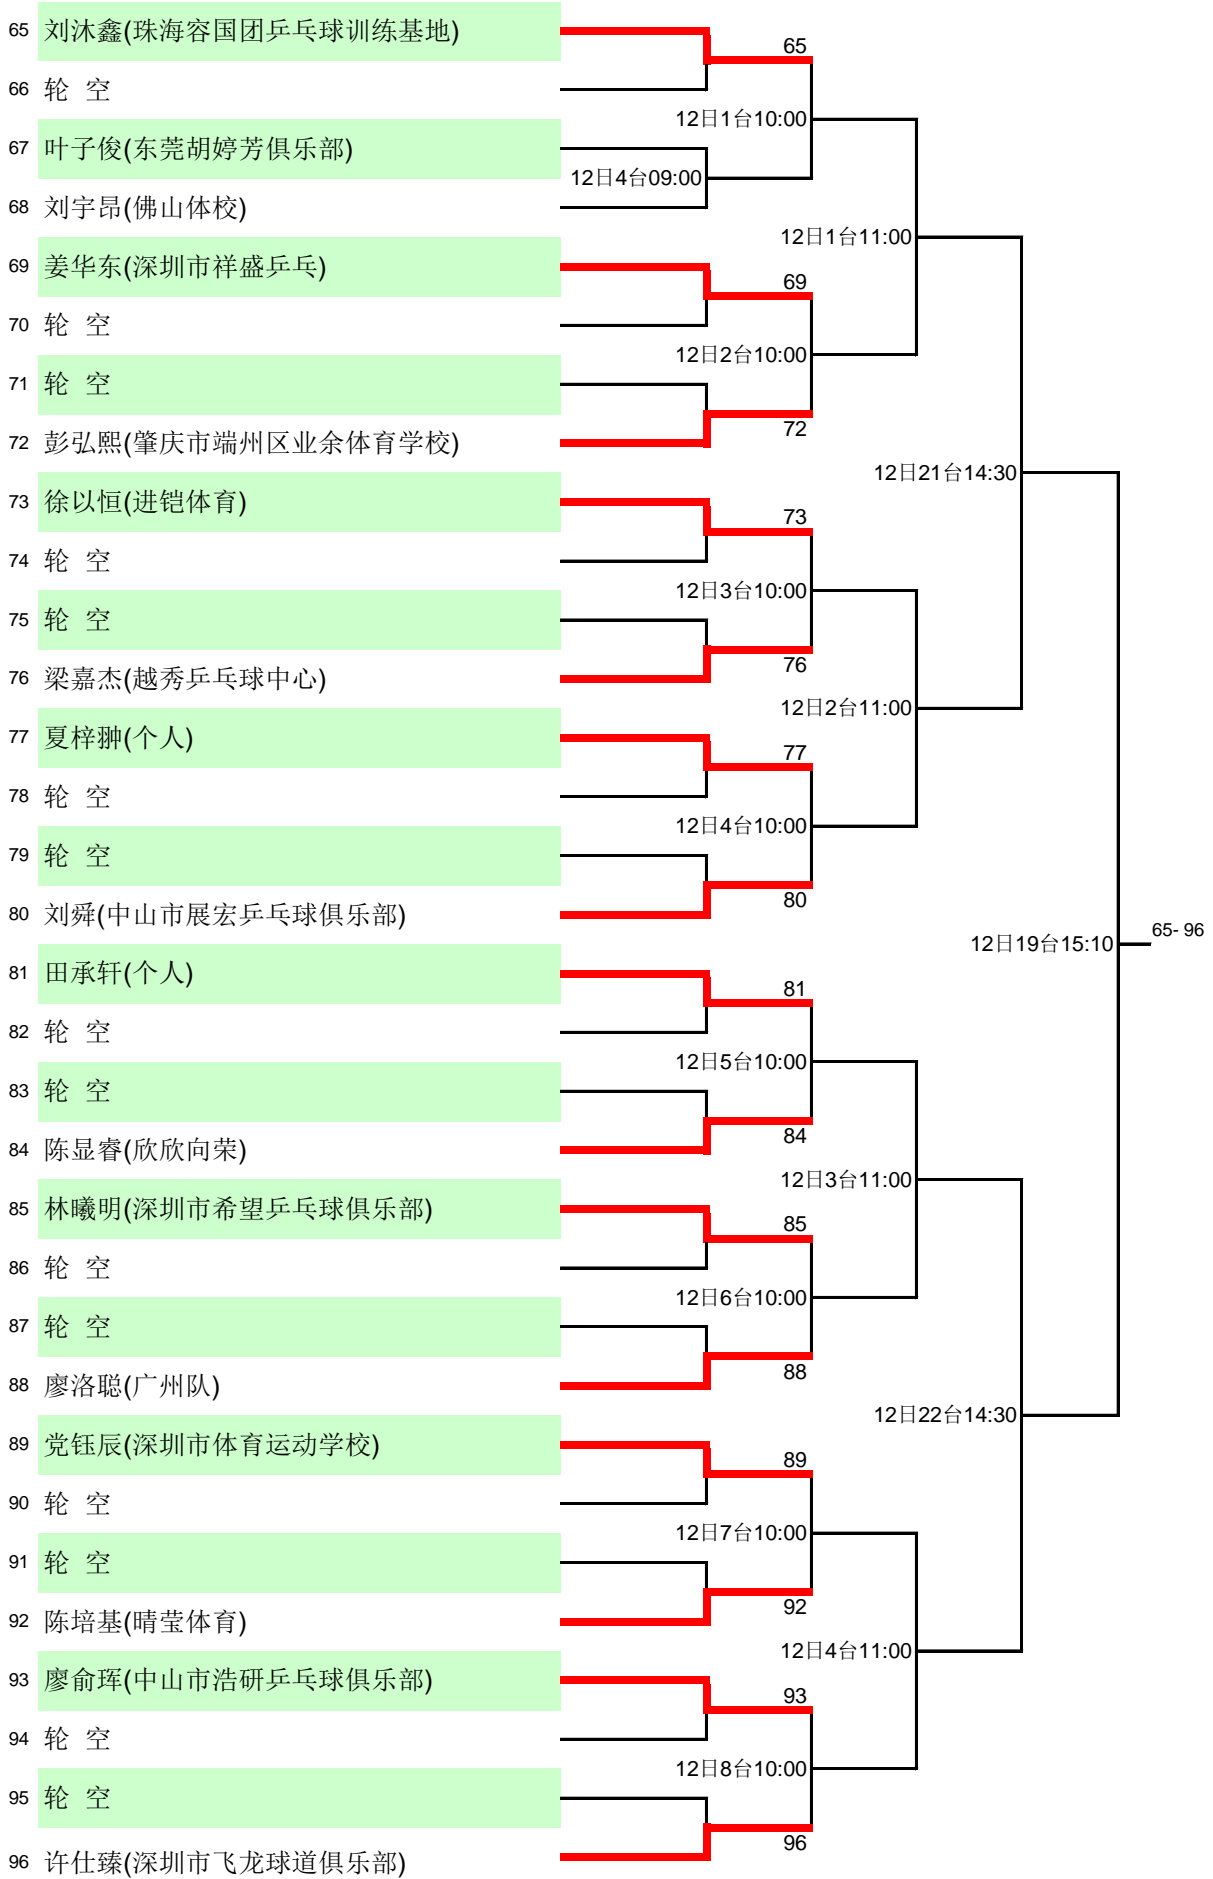 65 刘沐鑫(珠海容国团乒乓球训练基地)
65
66 轮 空
12日1台10:00
67 叶子俊(东莞胡婷芳俱乐部)
12日4台09:00
68 刘宇昂(佛山体校)
12日1台11:00
69 姜华东(深圳市祥盛乒乓)
69
70 轮 空
12日2台10:00
71 轮 空
72
72 彭弘熙(肇庆市端州区业余体育学校)
12日21台14:30
73 徐以恒(进铠体育)
73
74 轮 空
12日3台10:00
75 轮 空
76
76 梁嘉杰(越秀乒乓球中心)
12日2台11:00
77 夏梓翀(个人)
77
78 轮 空
12日4台10:00
79 轮 空
80
80 刘舜(中山市展宏乒乓球俱乐部)
65- 96
12日19台15:10
81 田承轩(个人)
81
82 轮 空
12日5台10:00
83 轮 空
84
84 陈显睿(欣欣向荣)
12日3台11:00
85 林曦明(深圳市希望乒乓球俱乐部)
85
86 轮 空
12日6台10:00
87 轮 空
88
88 廖洛聪(广州队)
12日22台14:30
89 党钰辰(深圳市体育运动学校)
89
90 轮 空
12日7台10:00
91 轮 空
92
92 陈培基(晴莹体育)
12日4台11:00
93 廖俞珲(中山市浩研乒乓球俱乐部)
93
94 轮 空
12日8台10:00
95 轮 空
96
96 许仕臻(深圳市飞龙球道俱乐部)